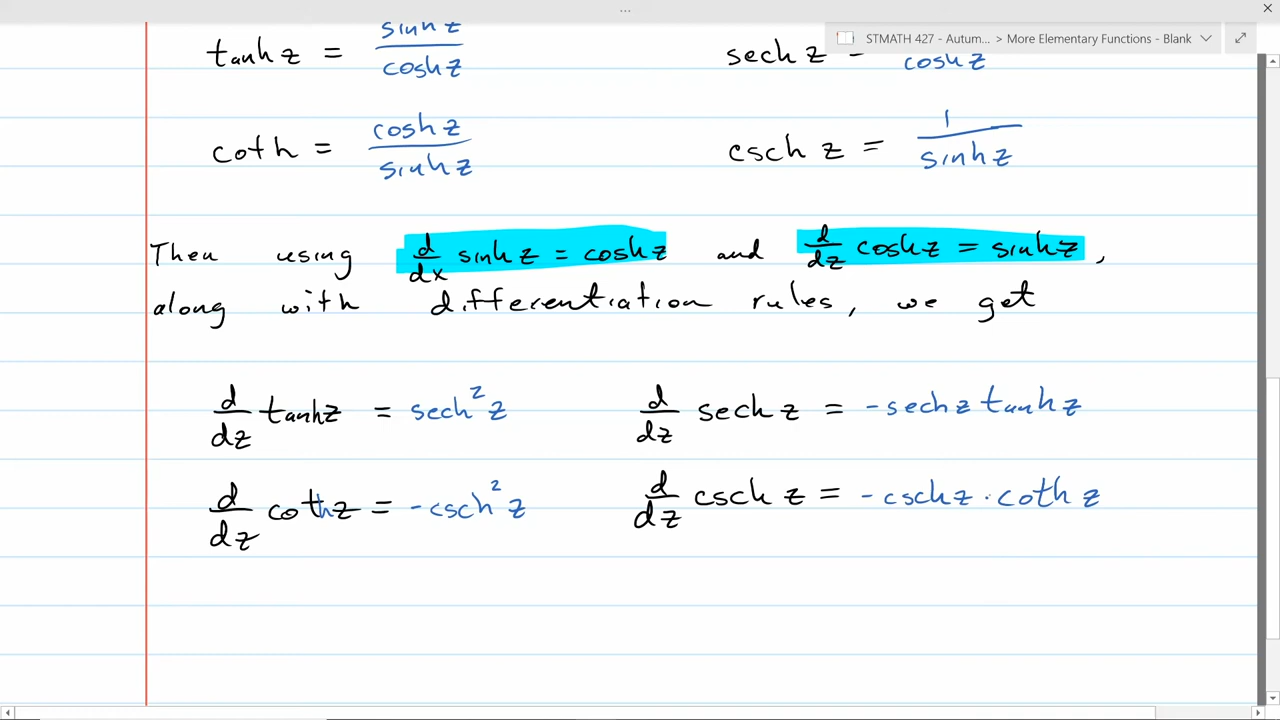 ...
STMATH 427 - Autum... > More Elementary Functions - Blank
tanh z = sinh z / cosh z sech z = / cosh z
coth = cosh z / sinh z csch z = 1 / sinh z
Then using d/dx sinh z = cosh z and d/dz cosh z = sinh z,
along with differentiation rules, we get
d/dz tanh z = sech² z d/dz sech z = -sech z tanh z
d/dz coth z = -csch² z d/dz csch z = -csch z · coth z